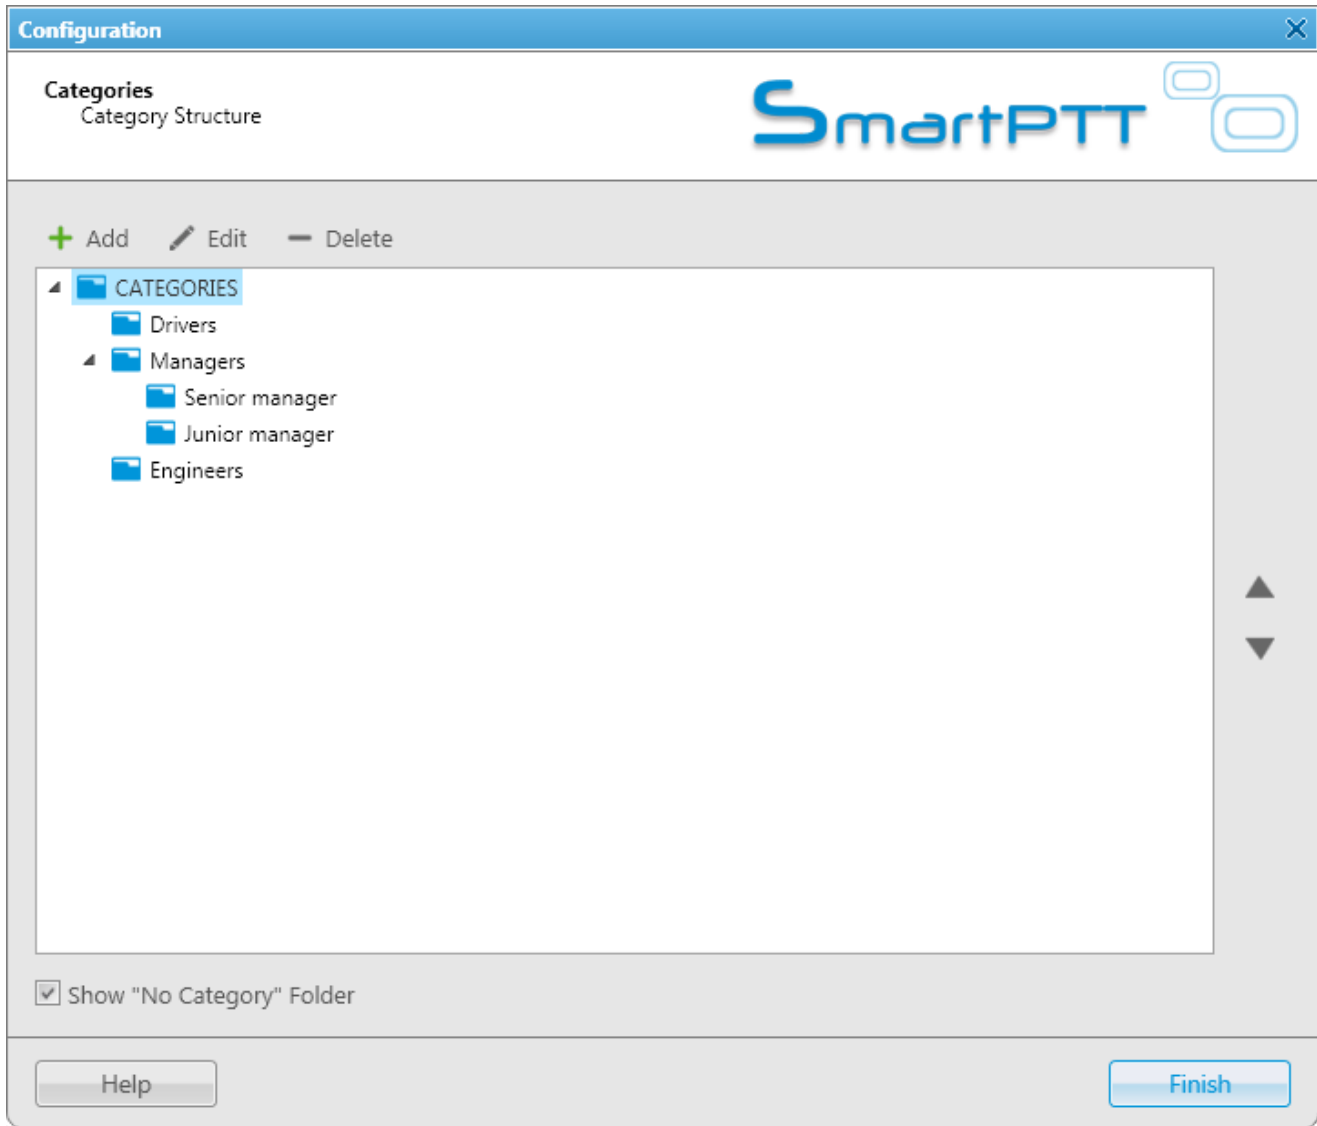 Configuration
Categories
Category Structure
SmartPTT
Add Edit Delete
CATEGORIES
Drivers
Managers
Senior manager
Junior manager
Engineers
Show "No Category" Folder
Help Finish